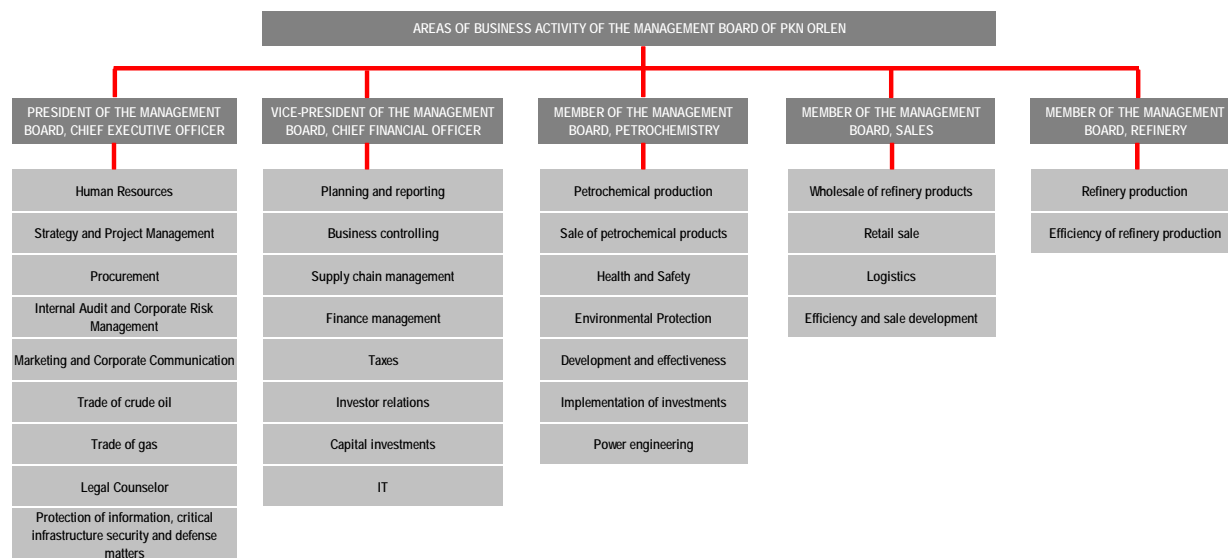 AREAS OF BUSINESS ACTIVITY OF THE MANAGEMENT BOARD OF PKN ORLEN
PRESIDENT OF THE MANAGEMENT
BOARD, CHIEF EXECUTIVE OFFICER
Human Resources
Strategy and Project Management
Procurement
Internal Audit and Corporate Risk
Management
Marketing and Corporate Communication
Trade of crude oil
Trade of gas
Legal Counselor
Protection of information, critical
infrastructure security and defense
matters
VICE-PRESIDENT OF THE MANAGEMENT
BOARD, CHIEF FINANCIAL OFFICER
Planning and reporting
Business controlling
Supply chain management
Finance management
Taxes
Investor relations
Capital investments
IT
MEMBER OF THE MANAGEMENT
BOARD, PETROCHEMISTRY
Petrochemical production
Sale of petrochemical products
Health and Safety
Environmental Protection
Development and effectiveness
Implementation of investments
Power engineering
MEMBER OF THE MANAGEMENT
BOARD, SALES
Wholesale of refinery products
Retail sale
Logistics
Efficiency and sale development
MEMBER OF THE MANAGEMENT
BOARD, REFINERY
Refinery production
Efficiency of refinery production